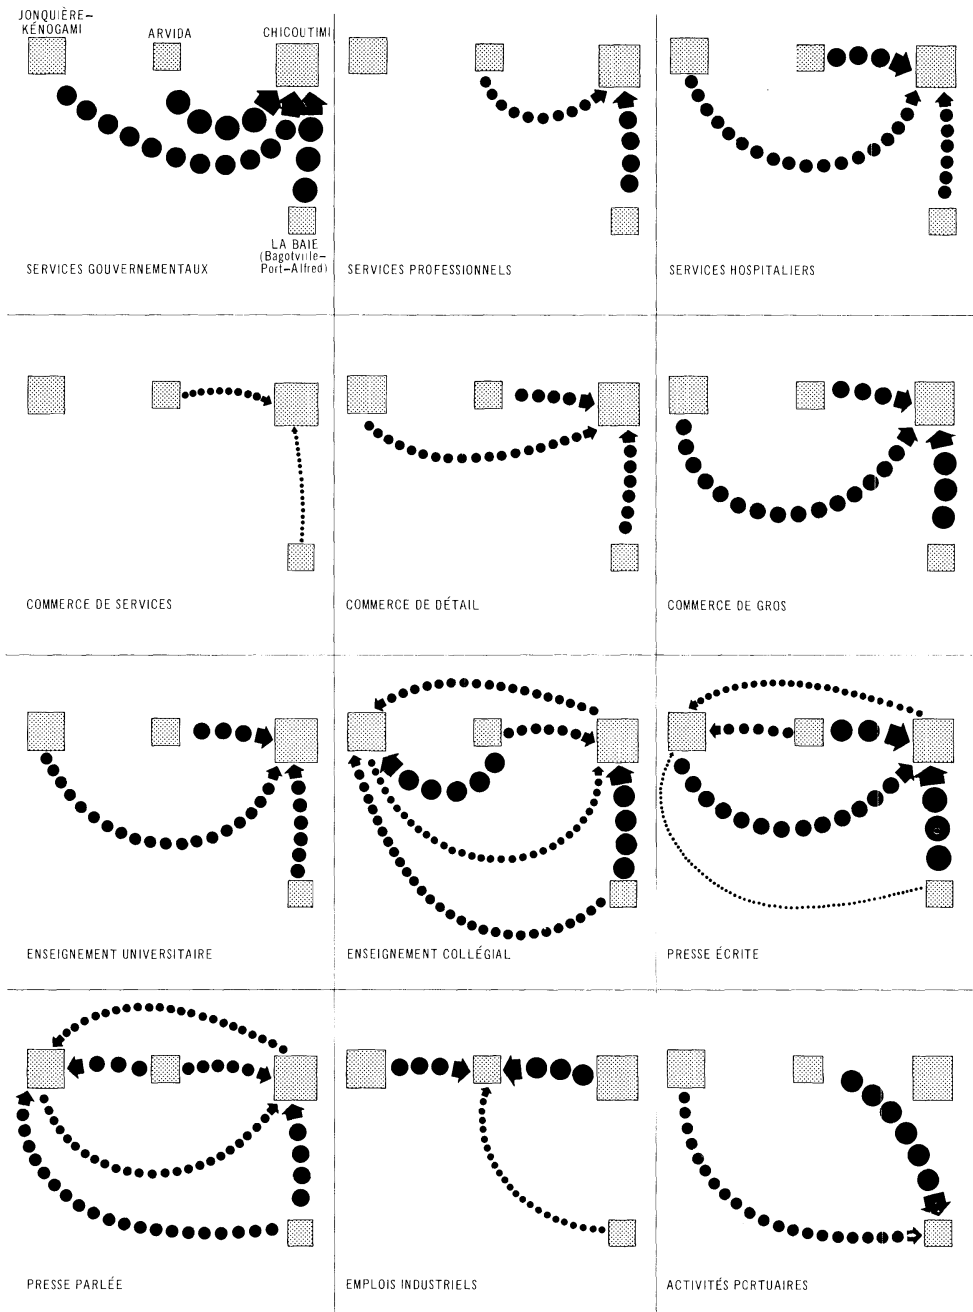 JONQUIÈRE-
KÉNOGAMI
ARVIDA
CHICOUTIMI
LA BAIE
(Bagotville-
Port-Alfred)
SERVICES GOUVERNEMENTAUX
SERVICES PROFESSIONNELS
SERVICES HOSPITALIERS
COMMERCE DE SERVICES
COMMERCE DE DÉTAIL
COMMERCE DE GROS
ENSEIGNEMENT UNIVERSITAIRE
ENSEIGNEMENT COLLÉGIAL
PRESSE ÉCRITE
PRESSE PARLÉE
EMPLOIS INDUSTRIELS
ACTIVITÉS PORTUAIRES